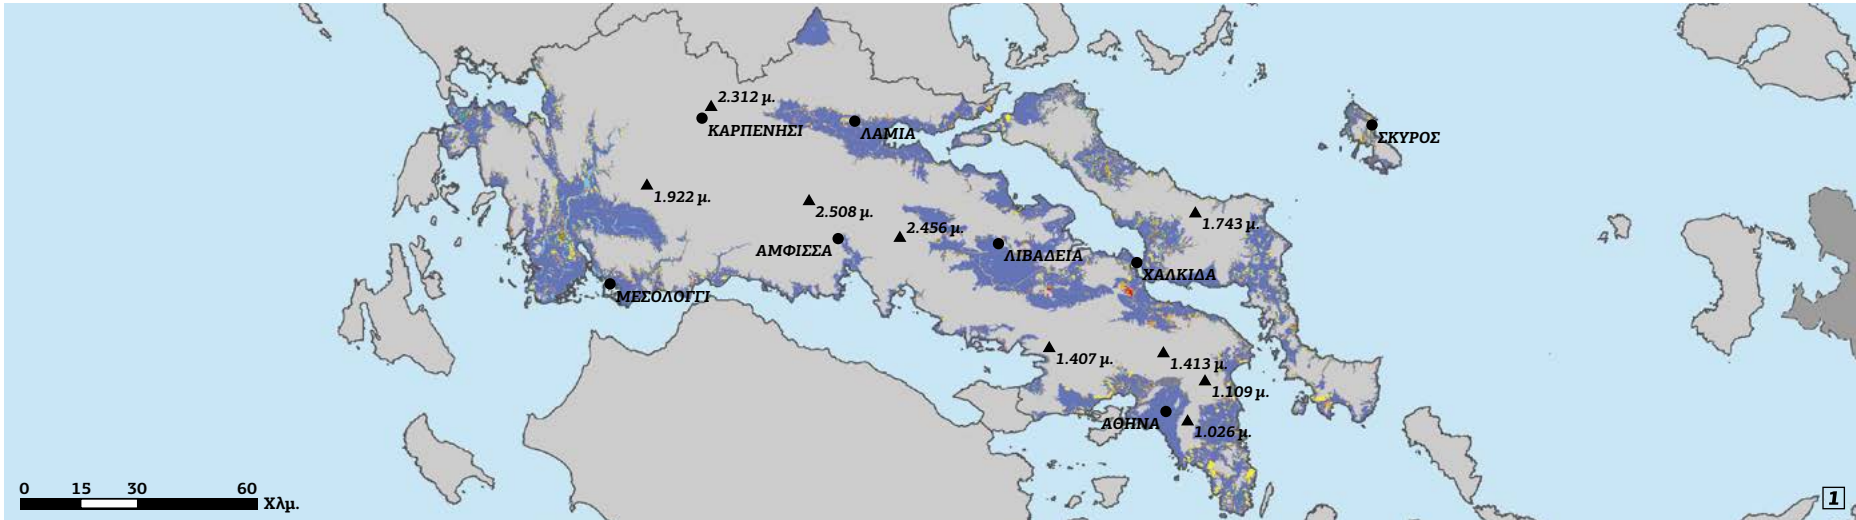 2.312 μ.
ΚΑΡΠΕΝΗΣΙ
ΛΑΜΙΑ
ΣΚΥΡΟΣ
1.922 μ.
2.508 μ.
2.456 μ.
1.743 μ.
ΑΜΦΙΣΣΑ
ΛΙΒΑΔΕΙΑ
ΧΑΛΚΙΔΑ
ΜΕΣΟΛΟΓΓΙ
1.407 μ.
1.413 μ.
1.109 μ.
ΑΘΗΝΑ
1.026 μ.
0 15 30 60
Χλμ.
1